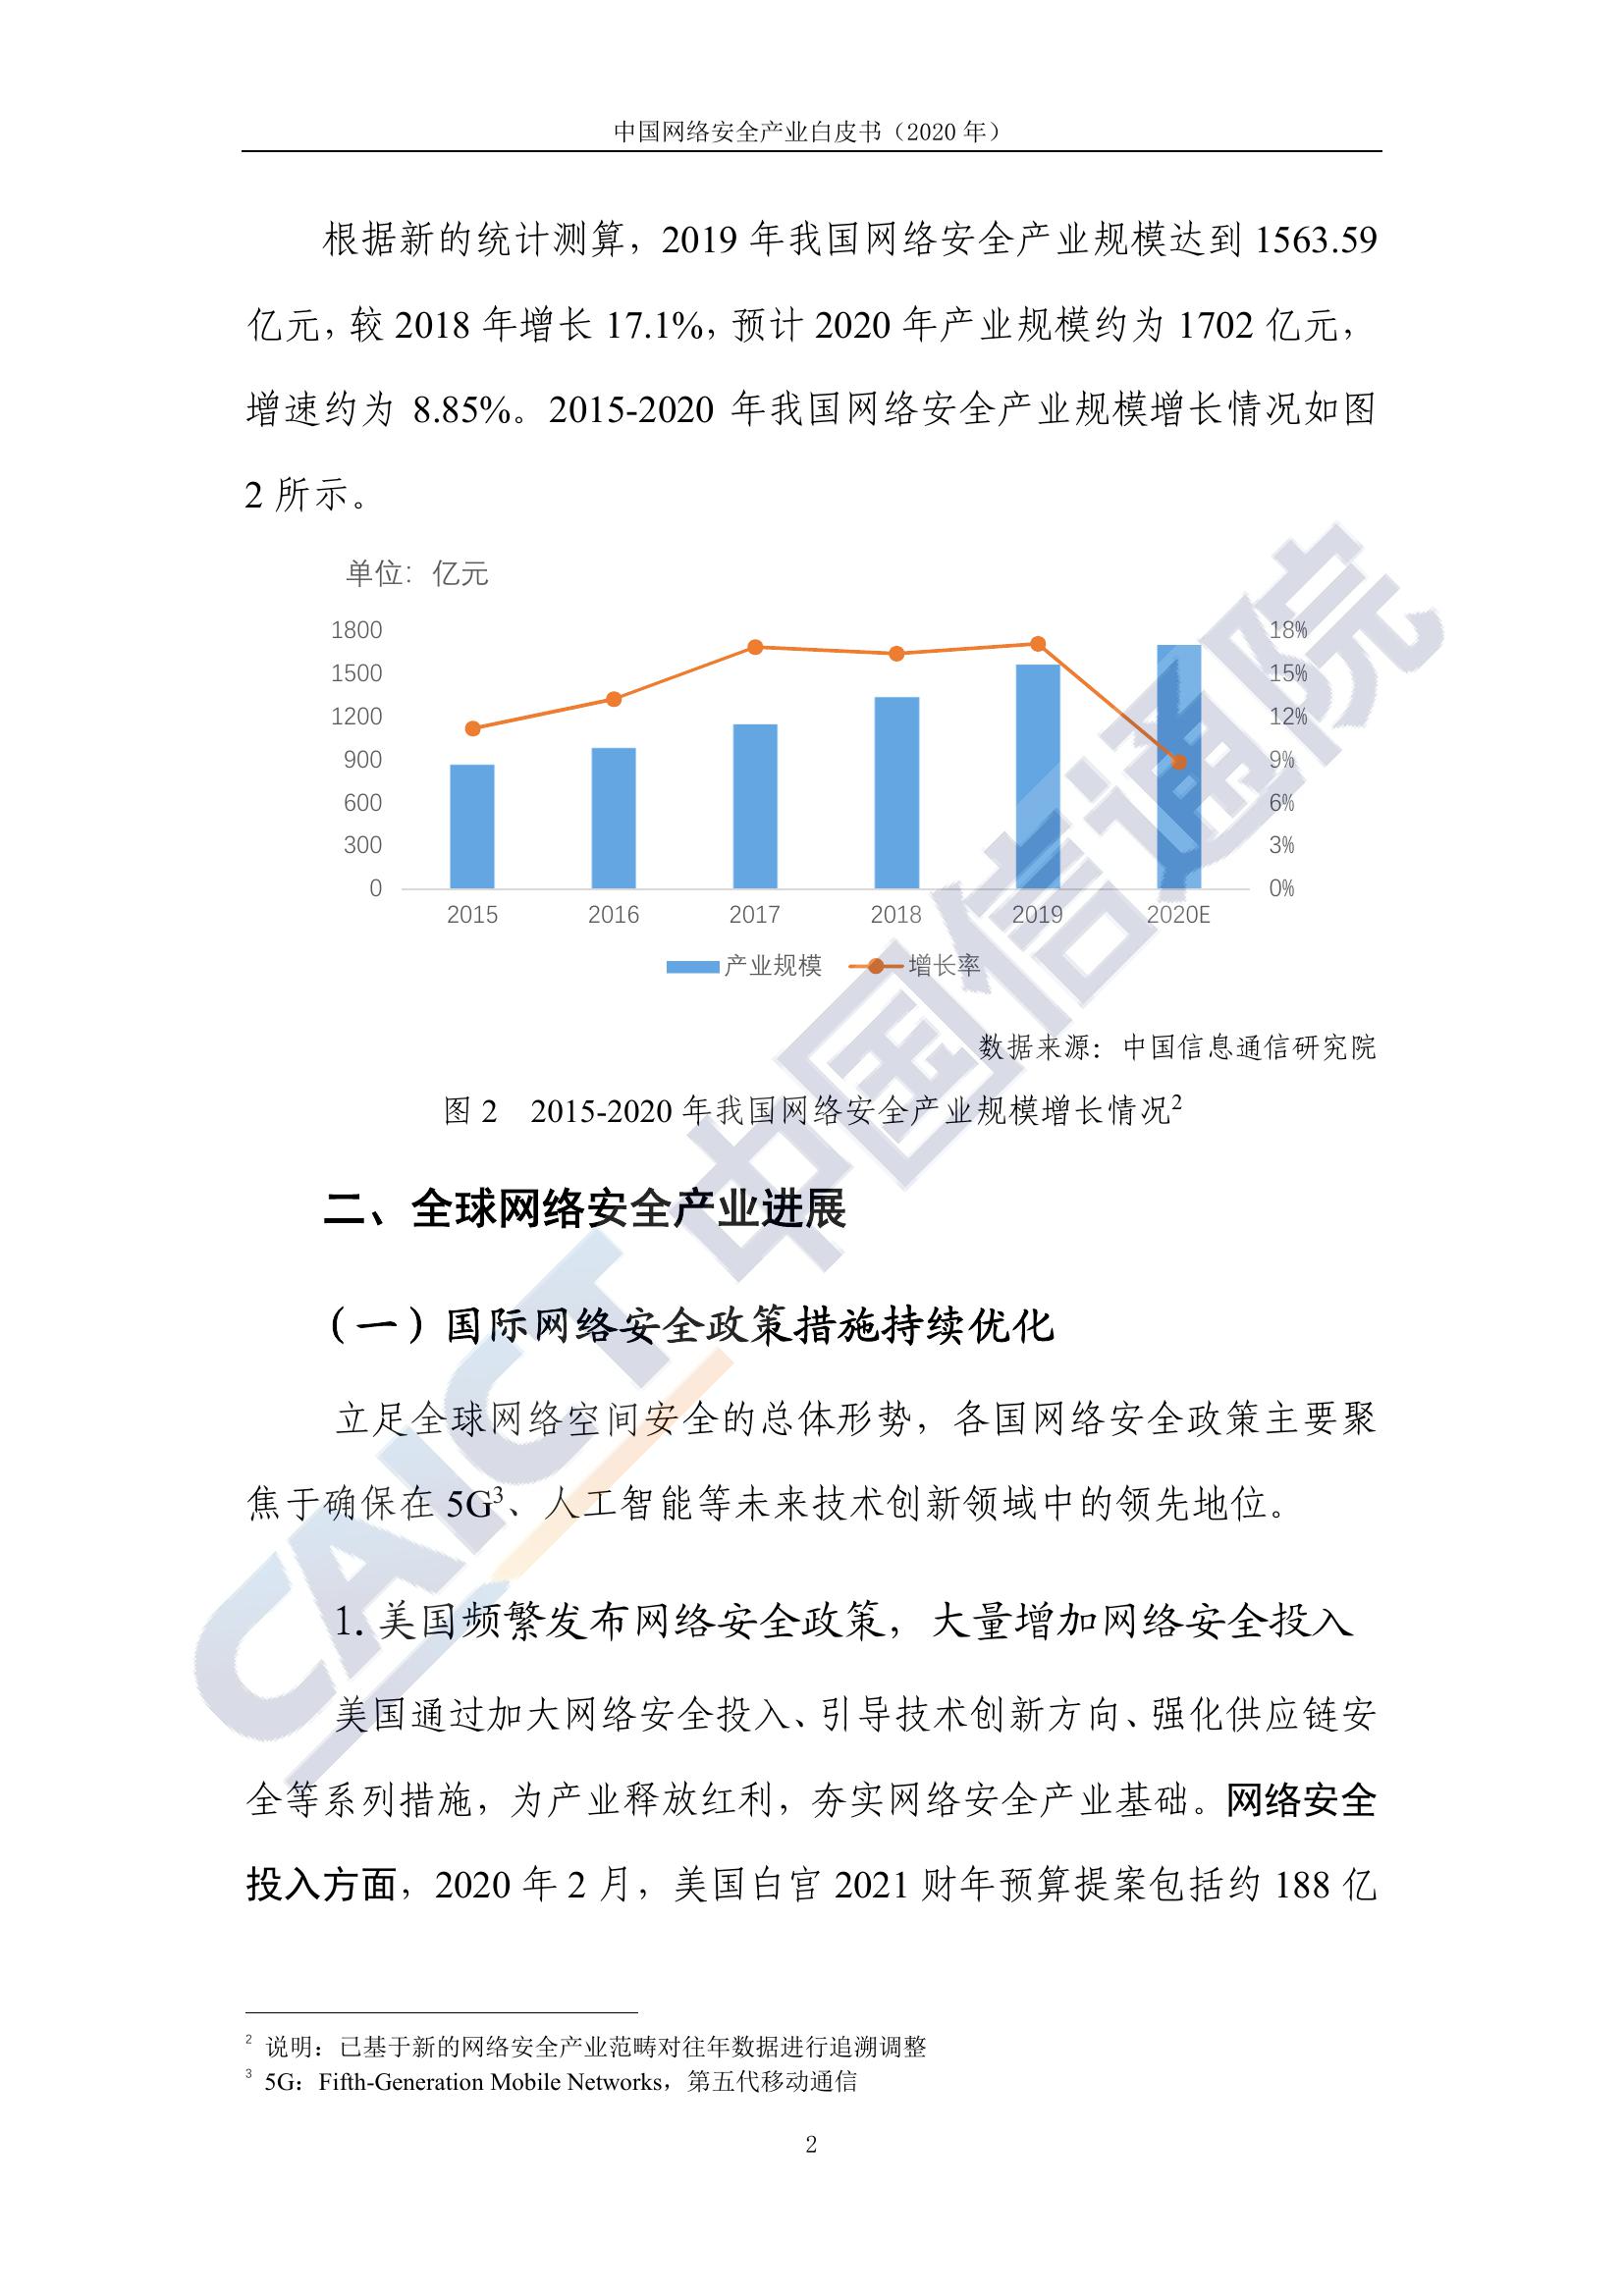 中国网络安全产业白皮书（2020 年）
根据新的统计测算，2019 年我国网络安全产业规模达到 1563.59
亿元，较 2018 年增长 17.1%，预计 2020 年产业规模约为 1702 亿元，
增速约为 8.85%。2015-2020 年我国网络安全产业规模增长情况如图
2 所示。
单位：亿元
1800 18%
1500 15%
1200 12%
900 9%
600 6%
300 3%
0 0%
2015 2016 2017 2018 2019 2020E
产业规模 增长率
数据来源：中国信息通信研究院
图 2 2015-2020 年我国网络安全产业规模增长情况2
二、全球网络安全产业进展
（一）国际网络安全政策措施持续优化
立足全球网络空间安全的总体形势，各国网络安全政策主要聚
焦于确保在 5G3、人工智能等未来技术创新领域中的领先地位。
1. 美国频繁发布网络安全政策，大量增加网络安全投入
美国通过加大网络安全投入、引导技术创新方向、强化供应链安
全等系列措施，为产业释放红利，夯实网络安全产业基础。网络安全
投入方面，2020 年 2 月，美国白宫 2021 财年预算提案包括约 188 亿
2 说明：已基于新的网络安全产业范畴对往年数据进行追溯调整
3 5G：Fifth-Generation Mobile Networks，第五代移动通信
2
CAICT 中国信通院